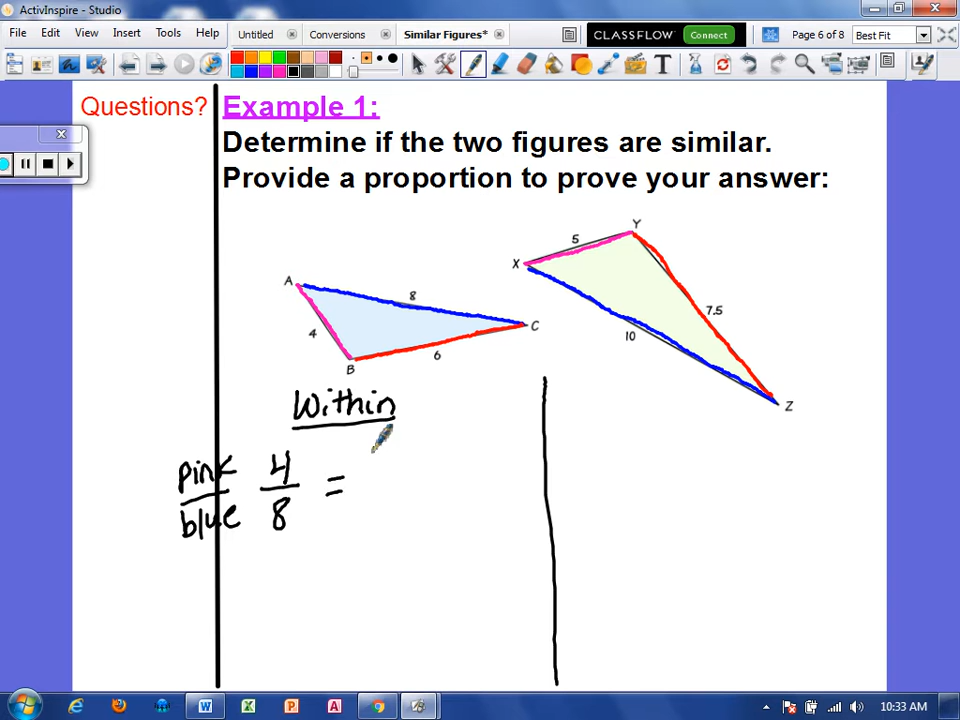 ActivInspire - Studio
File Edit View Insert Tools Help
Untitled Conversions Similar Figures*
CLASSFLOW Connect
Page 6 of 8 Best Fit
Questions?
Example 1:
Determine if the two figures are similar.
Provide a proportion to prove your answer:
Y
5
X
A
8
7.5
4
C
10
6
B
Z
Within
pink 4 =
blue 8
10:33 AM